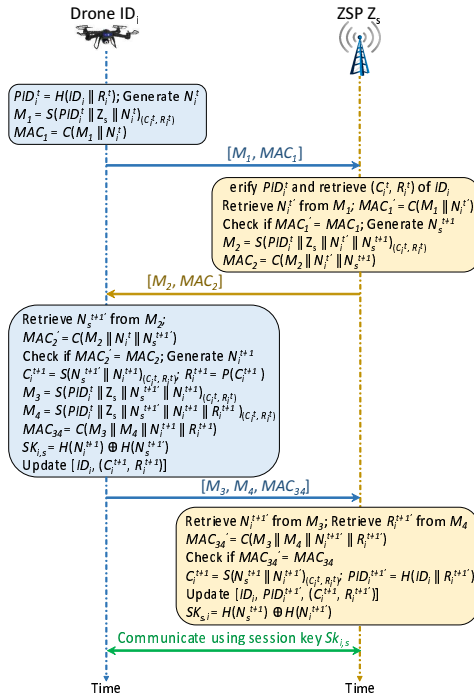 Drone ID_i
ZSP Z_s
PID_i^t = H(ID_i ‖ R_i^t); Generate N_i^t
M_1 = S(PID_i^t ‖ Z_s ‖ N_i^t)_(C_i^t, R_i^t)
MAC_1 = C(M_1 ‖ N_i^t)
[M_1, MAC_1]
erify PID_i^t and retrieve (C_i^t, R_i^t) of ID_i
Retrieve N_i^t' from M_1; MAC_1' = C(M_1 ‖ N_i^t')
Check if MAC_1' = MAC_1; Generate N_s^t+1
M_2 = S(PID_i^t ‖ Z_s ‖ N_i^t' ‖ N_s^t+1)_(C_i^t, R_i^t)
MAC_2 = C(M_2 ‖ N_i^t' ‖ N_s^t+1)
[M_2, MAC_2]
Retrieve N_s^t+1' from M_2;
MAC_2' = C(M_2 ‖ N_i^t ‖ N_s^t+1')
Check if MAC_2' = MAC_2; Generate N_i^t+1
C_i^t+1 = S(N_s^t+1' ‖ N_i^t+1)_(C_i^t, R_i^t); R_i^t+1 = P(C_i^t+1)
M_3 = S(PID_i^t ‖ Z_s ‖ N_s^t+1' ‖ N_i^t+1)_(C_i^t, R_i^t)
M_4 = S(PID_i^t ‖ Z_s ‖ N_s^t+1' ‖ N_i^t+1 ‖ R_i^t+1)_(C_i^t, R_i^t)
MAC_34 = C(M_3 ‖ M_4 ‖ N_i^t+1 ‖ R_i^t+1)
SK_i,s = H(N_i^t+1) ⊕ H(N_s^t+1')
Update [ID_i, (C_i^t+1, R_i^t+1)]
[M_3, M_4, MAC_34]
Retrieve N_i^t+1' from M_3; Retrieve R_i^t+1' from M_4
MAC_34' = C(M_3 ‖ M_4 ‖ N_i^t+1' ‖ R_i^t+1')
Check if MAC_34' = MAC_34
C_i^t+1 = S(N_s^t+1 ‖ N_i^t+1')_(C_i^t, R_i^t); PID_i^t+1' = H(ID_i ‖ R_i^t+1')
Update [ID_i, PID_i^t+1', (C_i^t+1, R_i^t+1')]
SK_s,i = H(N_s^t+1) ⊕ H(N_i^t+1')
Communicate using session key Sk_i,s
Time
Time